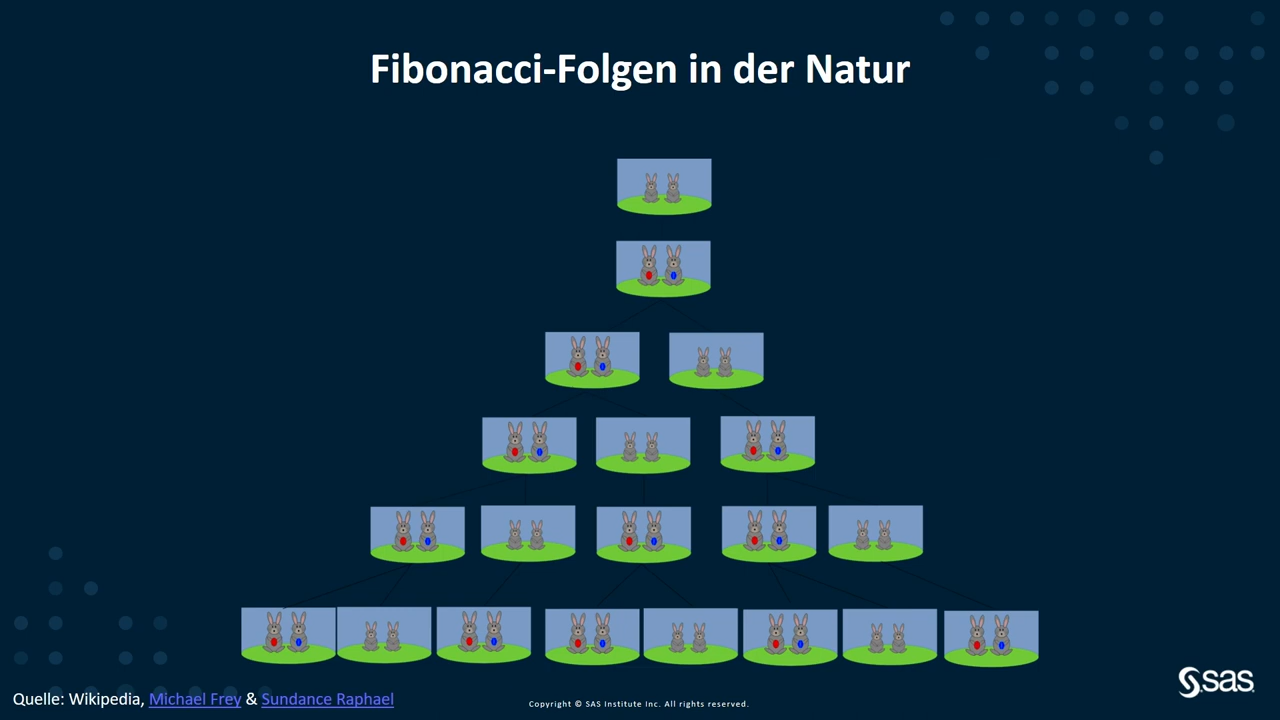 Fibonacci-Folgen in der Natur
Quelle: Wikipedia, Michael Frey & Sundance Raphael
Copyright © SAS Institute Inc. All rights reserved.
sas